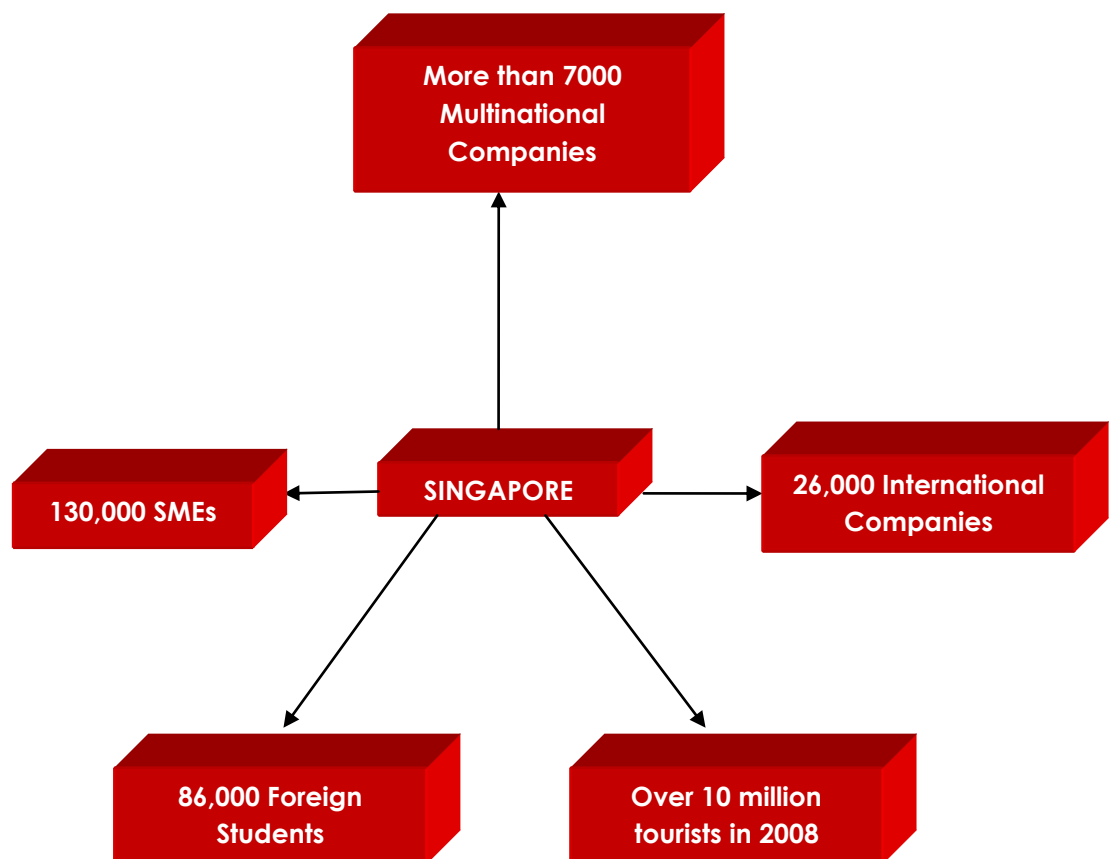 More than 7000
Multinational
Companies
SINGAPORE
130,000 SMEs
26,000 International
Companies
86,000 Foreign
Students
Over 10 million
tourists in 2008